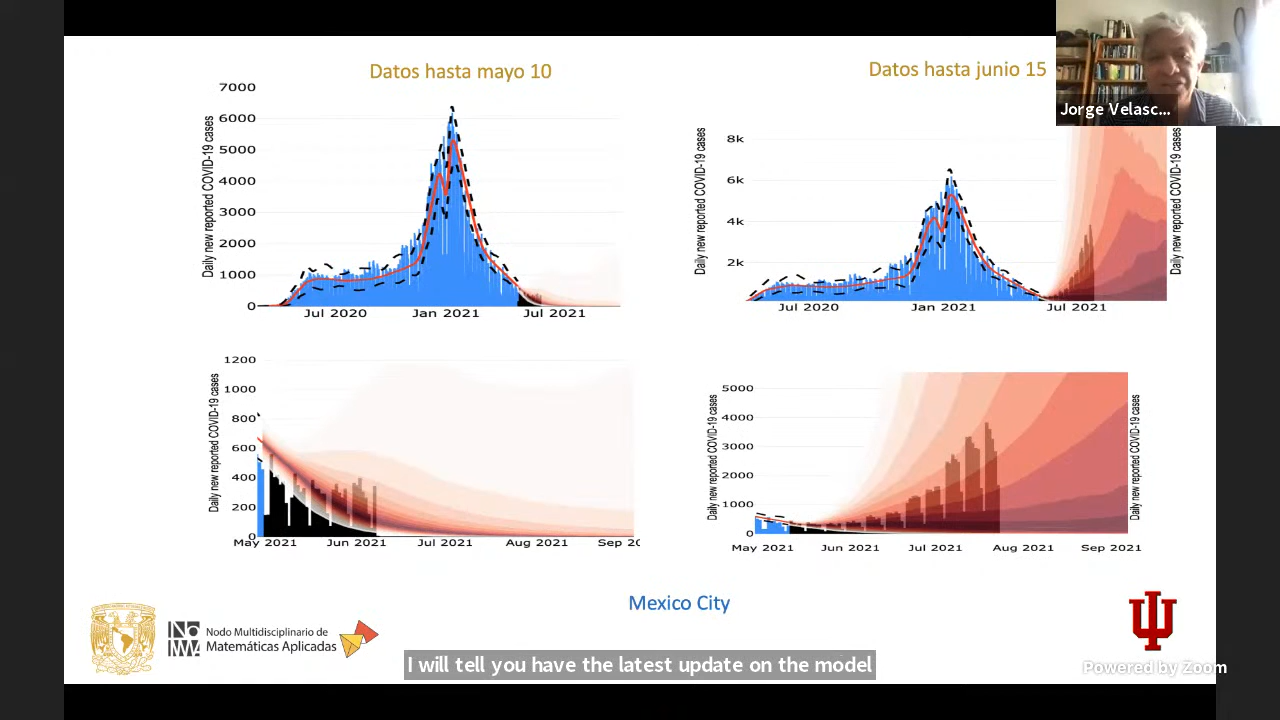 Datos hasta mayo 10
Datos hasta junio 15
Jorge Velasc...
Daily new reported COVID-19 cases
7000
6000
5000
4000
3000
2000
1000
0
Jul 2020
Jan 2021
Jul 2021
Daily new reported COVID-19 cases
8k
6k
4k
2k
Jul 2020
Jan 2021
Jul 2021
Daily new reported COVID-19 cases
Daily new reported COVID-19 cases
1200
1000
800
600
400
200
0
May 2021
Jun 2021
Jul 2021
Aug 2021
Sep 20
Daily new reported COVID-19 cases
5000
4000
3000
2000
1000
0
May 2021
Jun 2021
Jul 2021
Aug 2021
Sep 2021
Daily new reported COVID-19 cases
Mexico City
Nodo Multidisciplinario de
Matemáticas Aplicadas
I will tell you have the latest update on the model
Powered by Zoom